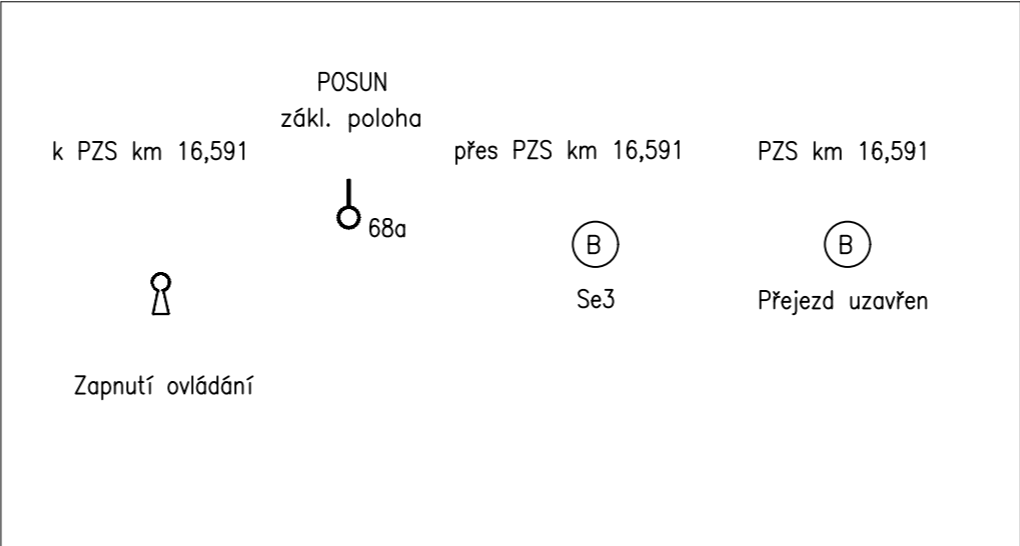 POSUN
zákl. poloha
k PZS km 16,591
přes PZS km 16,591
PZS km 16,591
68a
B
B
Se3
Přejezd uzavřen
Zapnutí ovládání